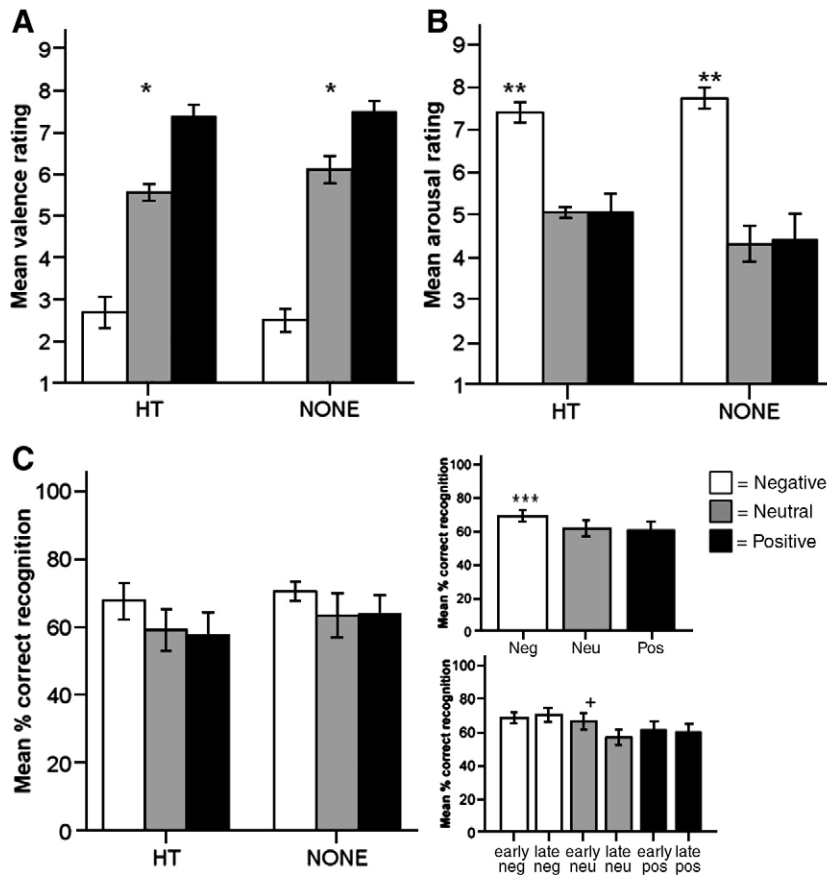 A
Mean valence rating
9
8
7
6
5
4
3
2
1
*
*
HT
NONE
B
Mean arousal rating
9
8
7
6
5
4
3
2
1
**
**
HT
NONE
C
Mean % correct recognition
100
80
60
40
20
0
HT
NONE
Mean % correct recognition
100
80
60
40
20
0
***
Neg
Neu
Pos
= Negative
= Neutral
= Positive
Mean % correct recognition
100
80
60
40
20
0
+
early neg
late neg
early neu
late neu
early pos
late pos